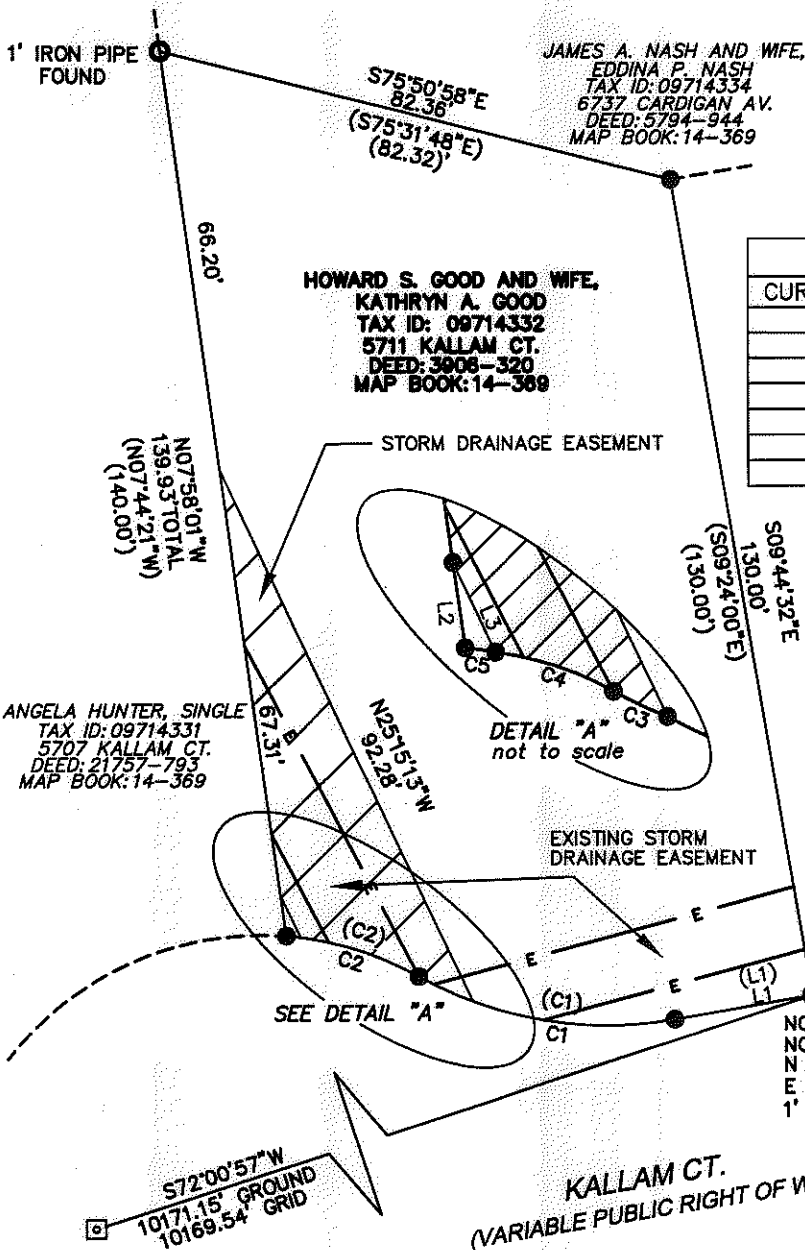 1' IRON PIPE
FOUND
S75°50'58"E
82.36'
(S75°31'48"E)
(82.32)'
JAMES A. NASH AND WIFE,
EDDINA P. NASH
TAX ID: 09714334
6737 CARDIGAN AV.
DEED: 5794-944
MAP BOOK: 14-369
66.20'
HOWARD S. GOOD AND WIFE,
KATHRYN A. GOOD
TAX ID: 09714332
5711 KALLAM CT.
DEED: 3906-320
MAP BOOK: 14-369
CUR
STORM DRAINAGE EASEMENT
N07°58'01"W
139.93'TOTAL
(N07°44'21"W)
(140.00')
S09°44'32"E
130.00'
(S09°24'00"E)
(130.00')
L2
L3
C5
C4
C3
DETAIL "A"
not to scale
ANGELA HUNTER, SINGLE
TAX ID: 09714331
5707 KALLAM CT.
DEED: 21757-793
MAP BOOK: 14-369
67.31'
E
N25°15'13"W
92.28'
EXISTING STORM
DRAINAGE EASEMENT
E
(C2)
C2
E
E
E
(C1)
C1
(L1)
L1
SEE DETAIL "A"
NO
NO
N
E
1'
S72°00'57"W
10171.15' GROUND
10169.54' GRID
KALLAM CT.
(VARIABLE PUBLIC RIGHT OF W